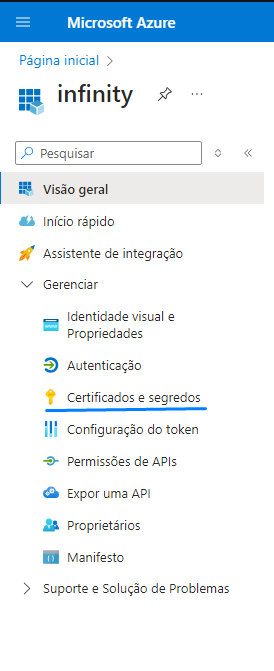 Microsoft Azure
Página inicial
infinity
Pesquisar
Visão geral
Início rápido
Assistente de integração
Gerenciar
Identidade visual e
Propriedades
Autenticação
Certificados e segredos
Configuração do token
Permissões de APIs
Expor uma API
Proprietários
Manifesto
Suporte e Solução de Problemas